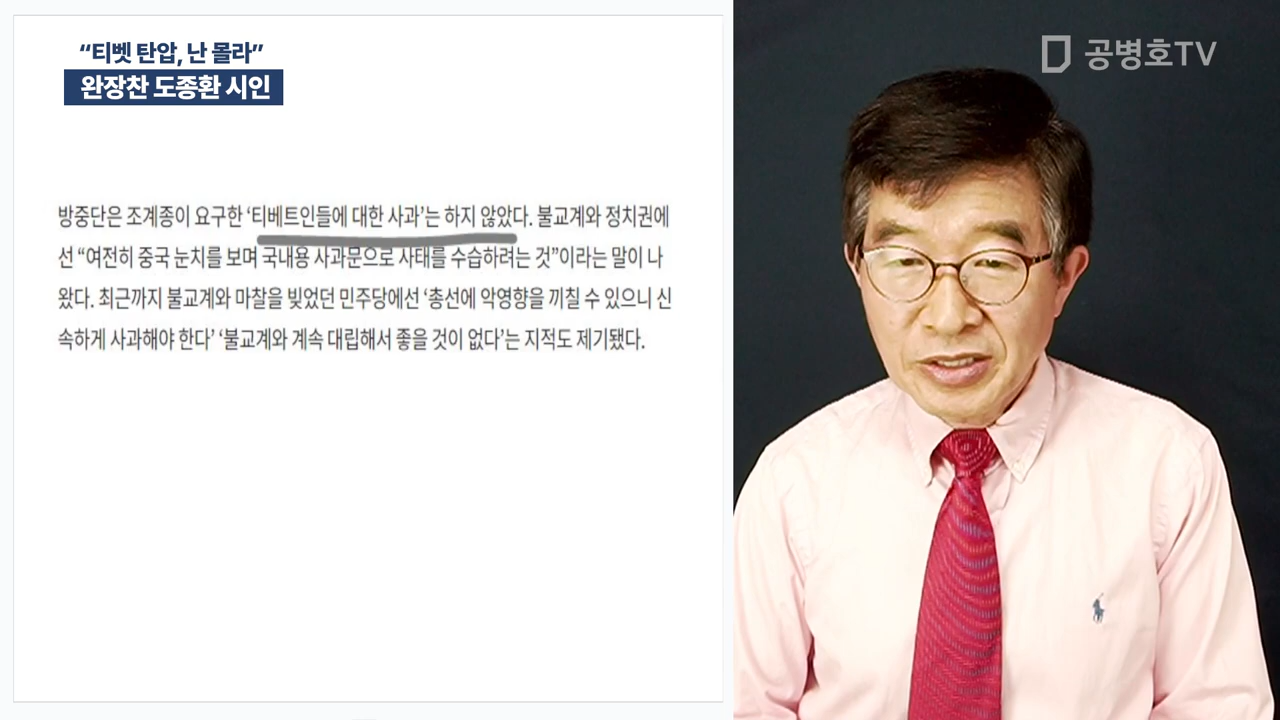 “티벳 탄압, 난 몰라”
완장찬 도종환 시인
공병호TV
방중단은 조계종이 요구한 ‘티베트인들에 대한 사과’는 하지 않았다. 불교계와 정치권에
선 “여전히 중국 눈치를 보며 국내용 사과문으로 사태를 수습하려는 것”이라는 말이 나
왔다. 최근까지 불교계와 마찰을 빚었던 민주당에선 ‘총선에 악영향을 끼칠 수 있으니 신
속하게 사과해야 한다’ ‘불교계와 계속 대립해서 좋을 것이 없다’는 지적도 제기됐다.